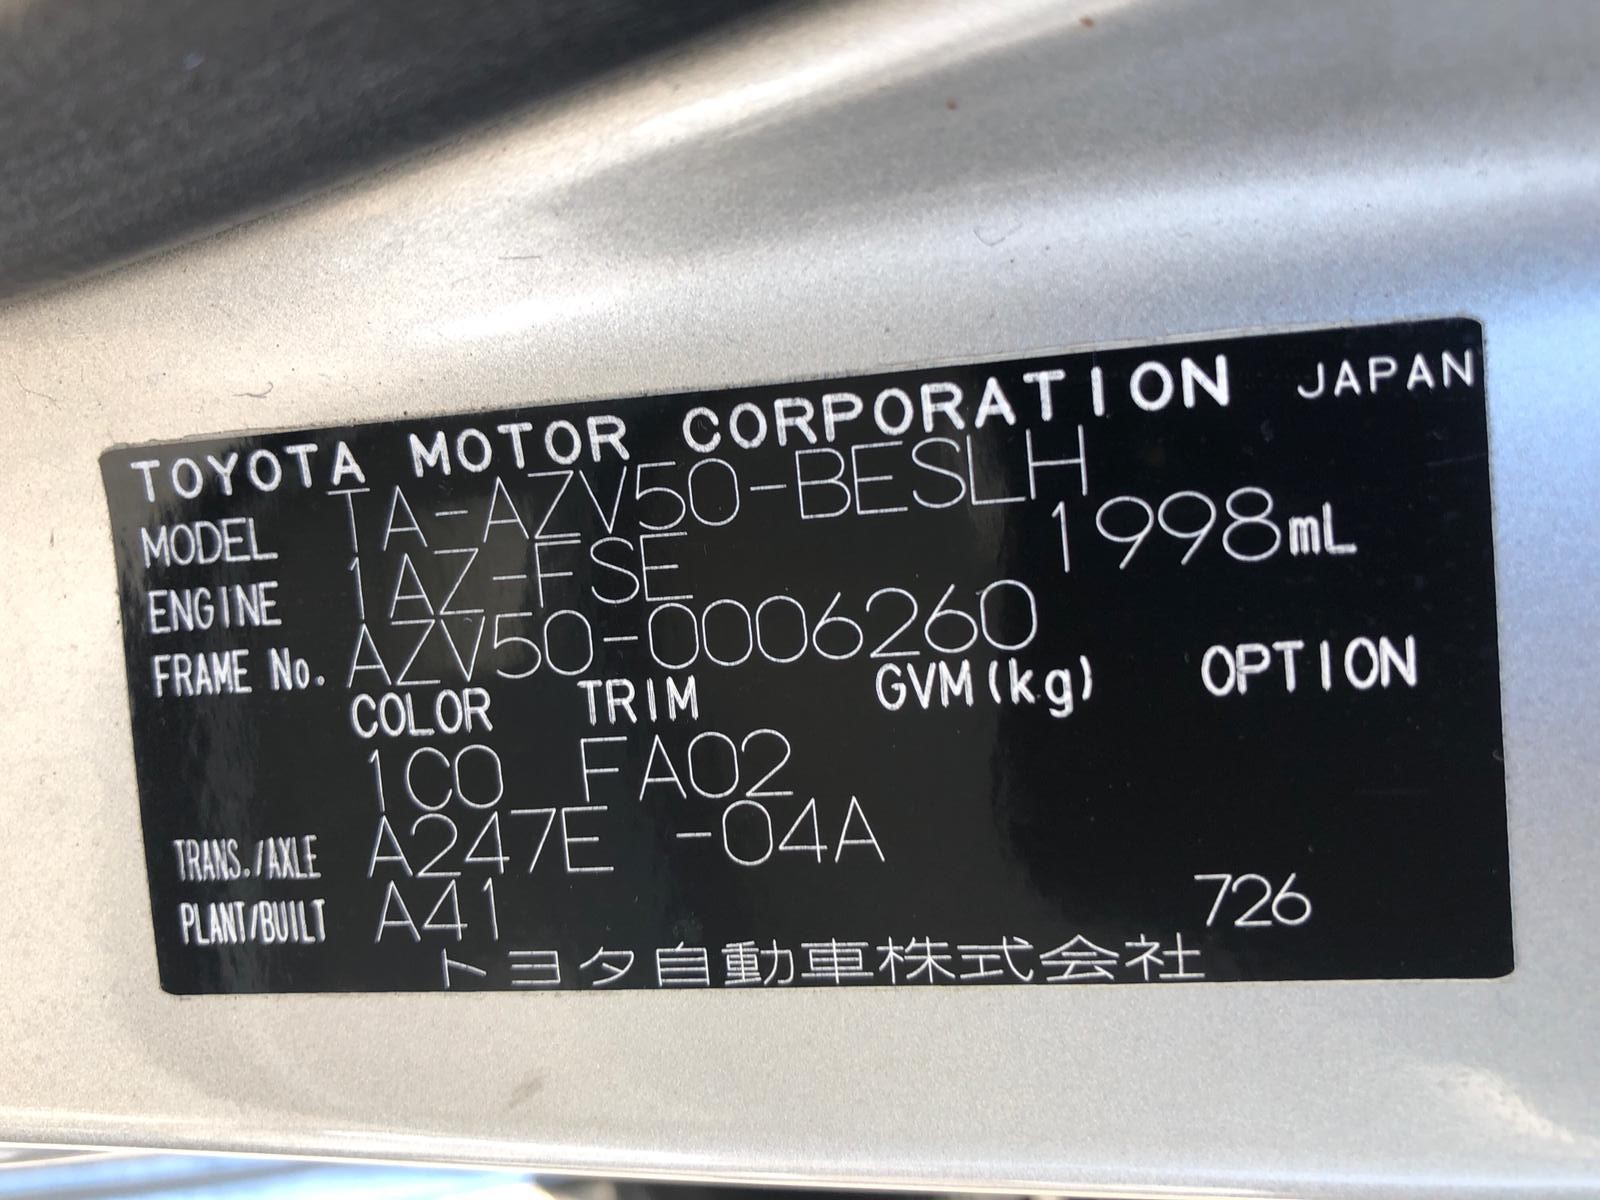 TOYOTA MOTOR CORPORATION JAPAN
MODEL TA-AZV50-BESLH
ENGINE 1AZ-FSE 1998mL
FRAME No. AZV50-0006260
COLOR TRIM GVM(kg) OPTION
1C0 FA02
TRANS./AXLE A247E -04A
PLANT/BUILT A41 726
トヨタ自動車株式会社